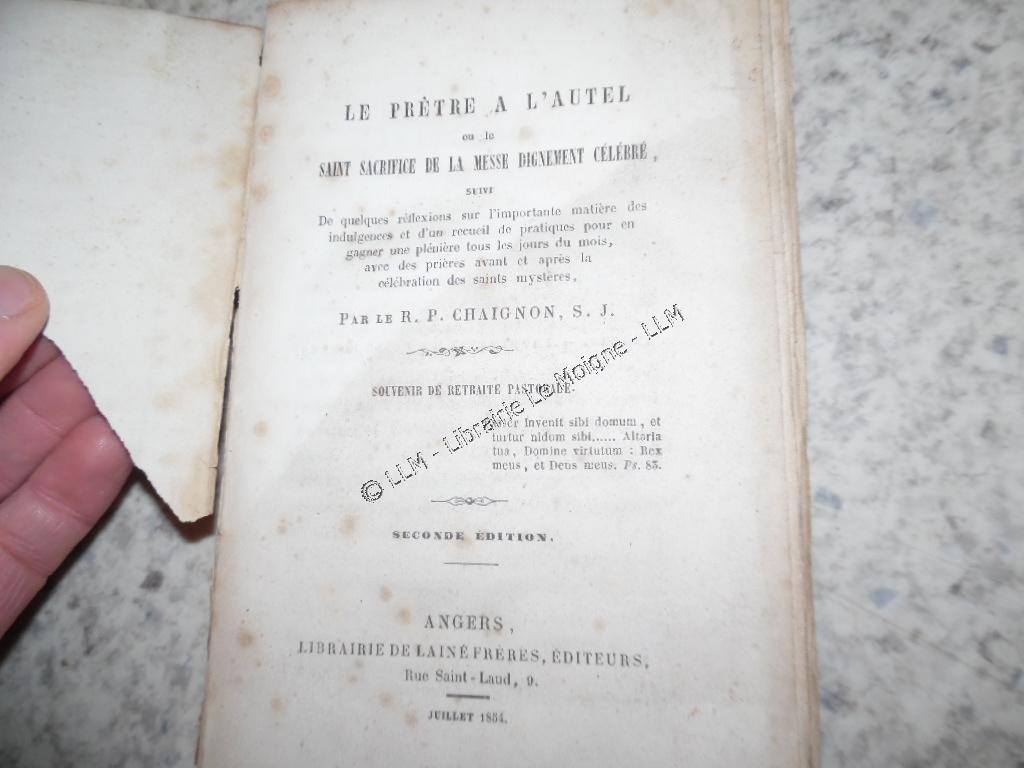 LE PRÊTRE A L'AUTEL
ou le
SAINT SACRIFICE DE LA MESSE DIGNEMENT CÉLÉBRÉ,
SUIVI
De quelques réflexions sur l'importante matière des
indulgences et d'un recueil de pratiques pour en
gagner une plénière tous les jours du mois,
avec des prières avant et après la
célébration des saints mystères,
PAR LE R. P. CHAIGNON, S. J.
SOUVENIR DE RETRAITE PASTORALE.
invenit sibi domum, et
turtur nidum sibi..... Altaria
tua, Domine virtutum : Rex
meus, et Deus meus. Ps. 83.
© LLM - Librairie Le Moigne - LLM
SECONDE ÉDITION.
ANGERS,
LIBRAIRIE DE LAINÉ FRÈRES, ÉDITEURS,
Rue Saint-Laud, 9.
JUILLET 1854.